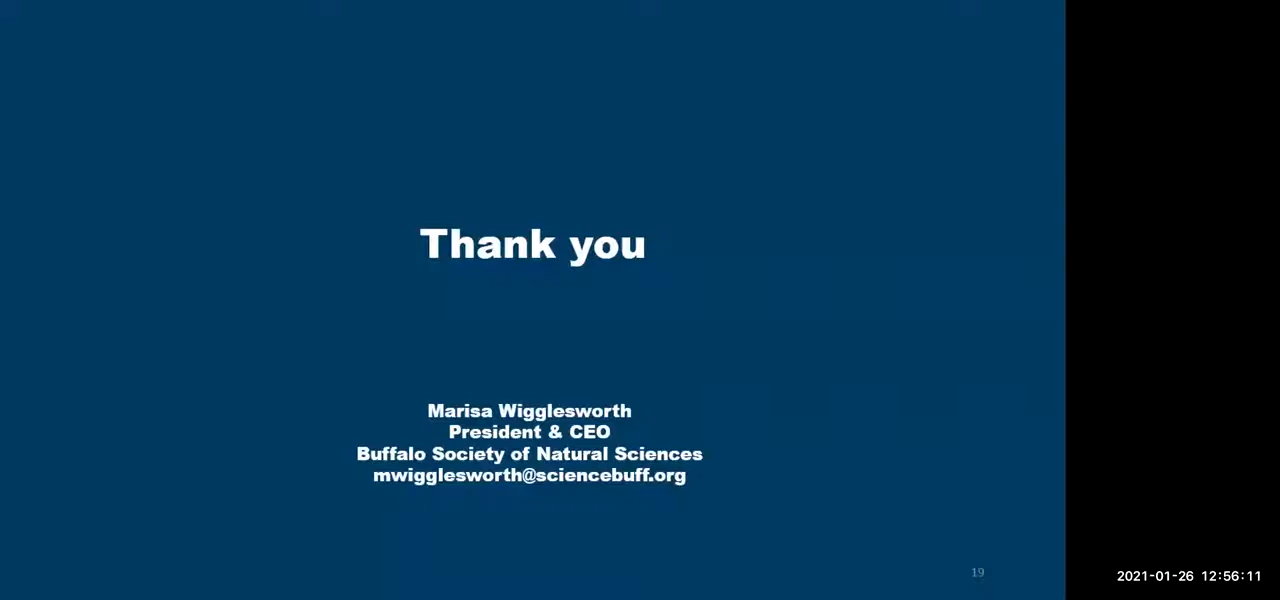 Thank you
Marisa Wigglesworth
President & CEO
Buffalo Society of Natural Sciences
mwigglesworth@sciencebuff.org
19
2021-01-26 12:56:11